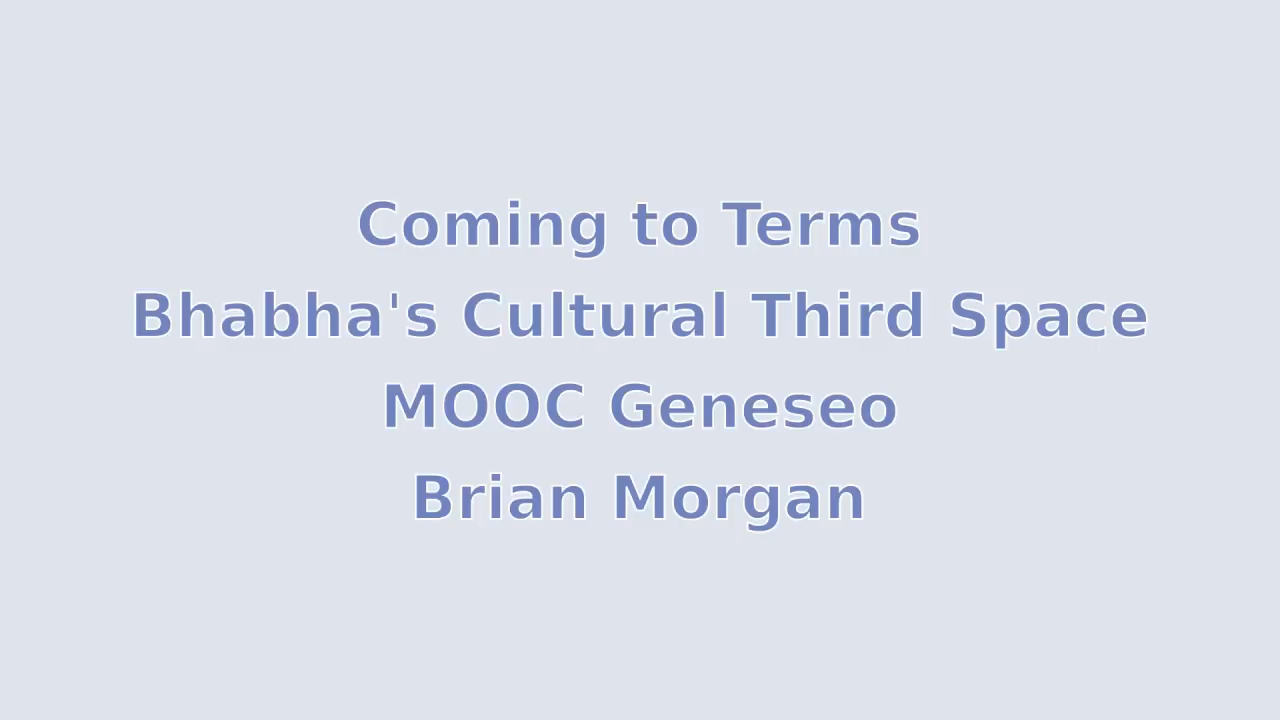 Coming to Terms
Bhabha's Cultural Third Space
MOOC Geneseo
Brian Morgan